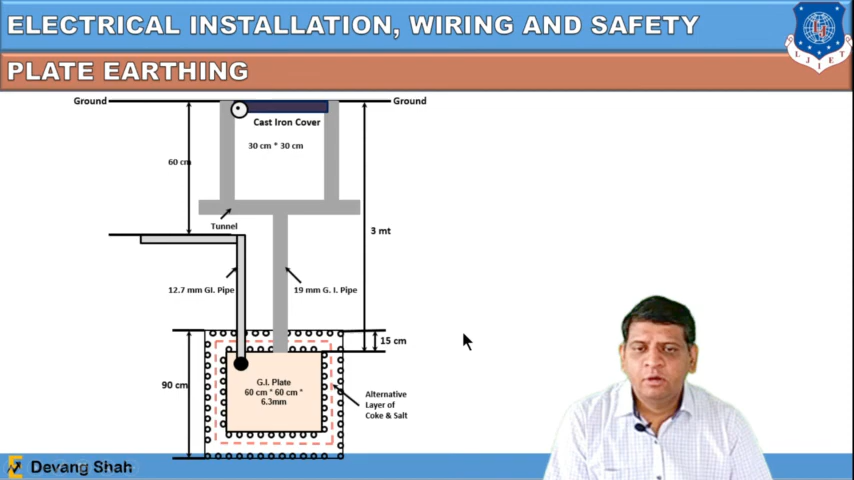 ELECTRICAL INSTALLATION, WIRING AND SAFETY
LJIET
PLATE EARTHING
Ground
Ground
Cast Iron Cover
30 cm * 30 cm
60 cm
Tunnel
3 mt
12.7 mm GI. Pipe
19 mm G. I. Pipe
15 cm
G.I. Plate
60 cm * 60 cm *
6.3mm
90 cm
Alternative
Layer of
Coke & Salt
Devang Shah